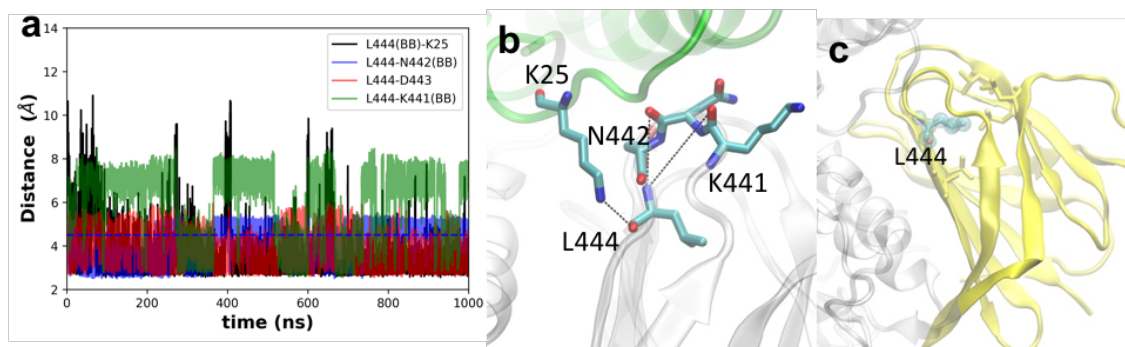 a
14
12
10
8
6
4
2
Distance (Å)
L444(BB)-K25
L444-N442(BB)
L444-D443
L444-K441(BB)
0 200 400 600 800 1000
time (ns)
b
K25
N442
K441
L444
c
L444